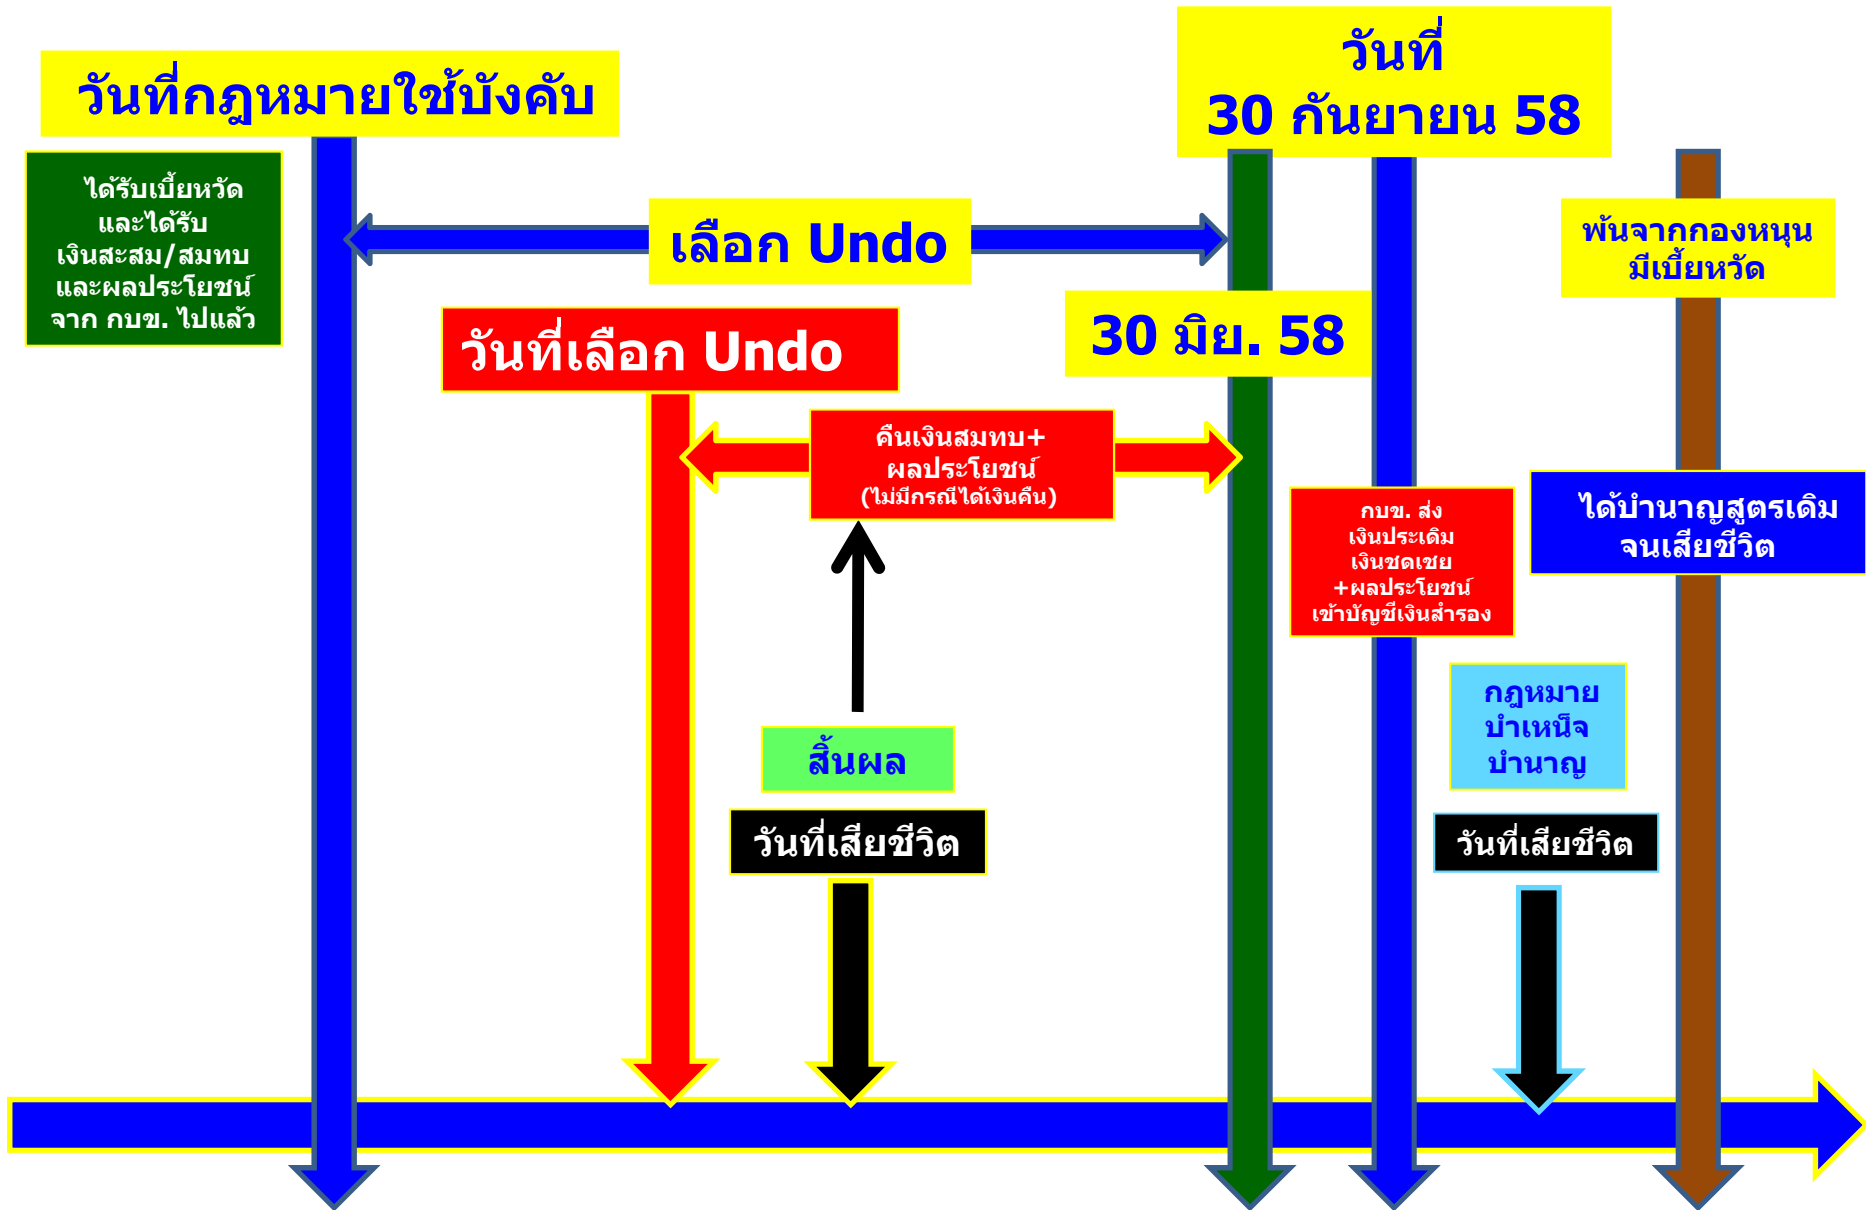 วันที่กฎหมายใช้บังคับ
วันที่
30 กันยายน 58
ได้รับเบี้ยหวัด
และได้รับ
เงินสะสม/สมทบ
และผลประโยชน์
จาก กบข. ไปแล้ว
เลือก Undo
พ้นจากกองหนุน
มีเบี้ยหวัด
วันที่เลือก Undo
30 มิย. 58
คืนเงินสมทบ+
ผลประโยชน์
(ไม่มีกรณีได้เงินคืน)
กบข. ส่ง
เงินประเดิม
เงินชดเชย
+ผลประโยชน์
เข้าบัญชีเงินสำรอง
ได้บำนาญสูตรเดิม
จนเสียชีวิต
กฎหมาย
บำเหน็จ
บำนาญ
สิ้นผล
วันที่เสียชีวิต
วันที่เสียชีวิต